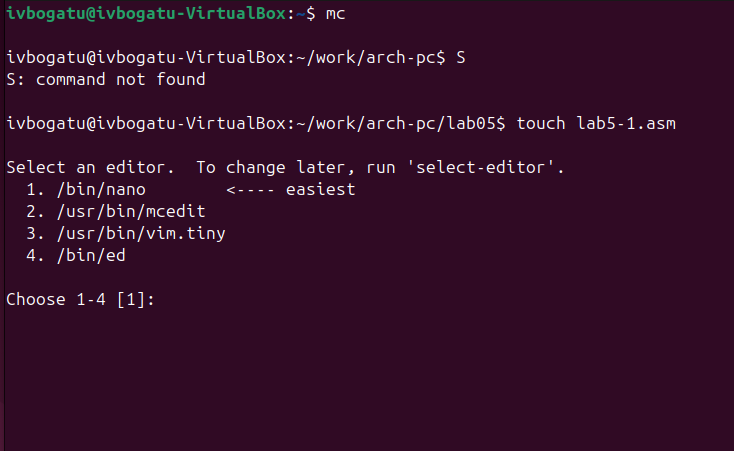 ivbogatu@ivbogatu-VirtualBox:~$ mc
ivbogatu@ivbogatu-VirtualBox:~/work/arch-pc$ S
S: command not found
ivbogatu@ivbogatu-VirtualBox:~/work/arch-pc/lab05$ touch lab5-1.asm
Select an editor.  To change later, run 'select-editor'.
  1. /bin/nano        <---- easiest
  2. /usr/bin/mcedit
  3. /usr/bin/vim.tiny
  4. /bin/ed
Choose 1-4 [1]: